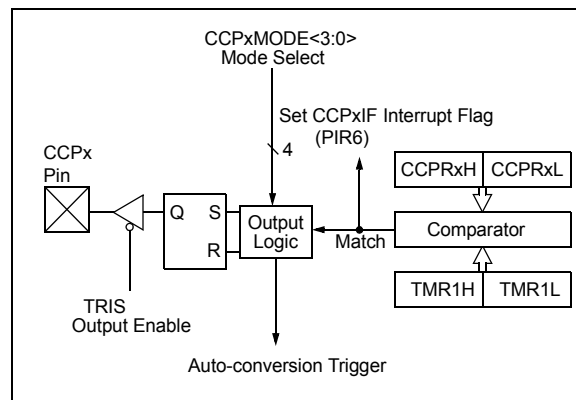 CCPxMODE<3:0>
Mode Select
Set CCPxIF Interrupt Flag
(PIR6)
4
CCPx
Pin
CCPRxH CCPRxL
Q S
R
Output
Logic
Match
Comparator
TMR1H TMR1L
TRIS
Output Enable
Auto-conversion Trigger